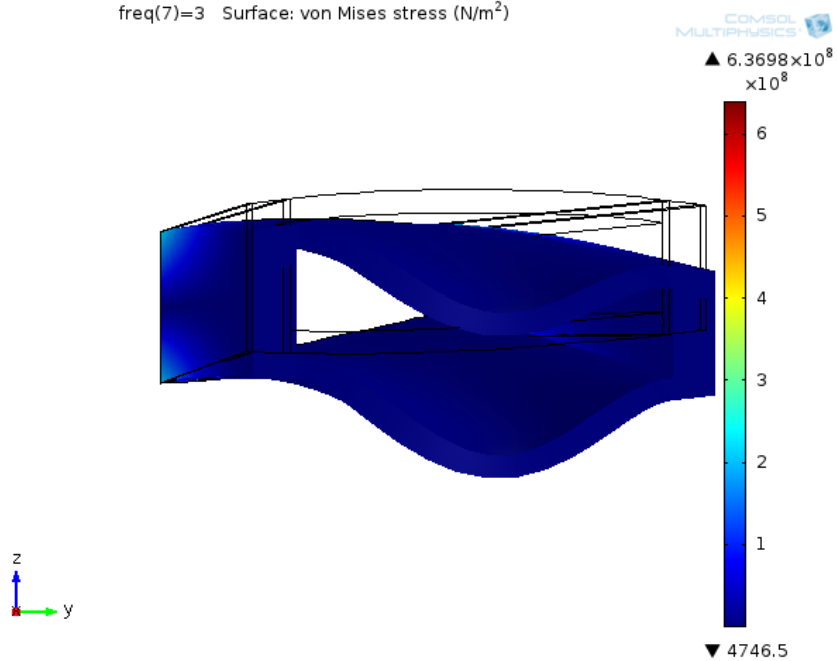 freq(7)=3 Surface: von Mises stress (N/m²)
COMSOL
MULTIPHYSICS®
▲ 6.3698×10⁸
×10⁸
6
5
4
3
2
1
▼ 4746.5
z
y